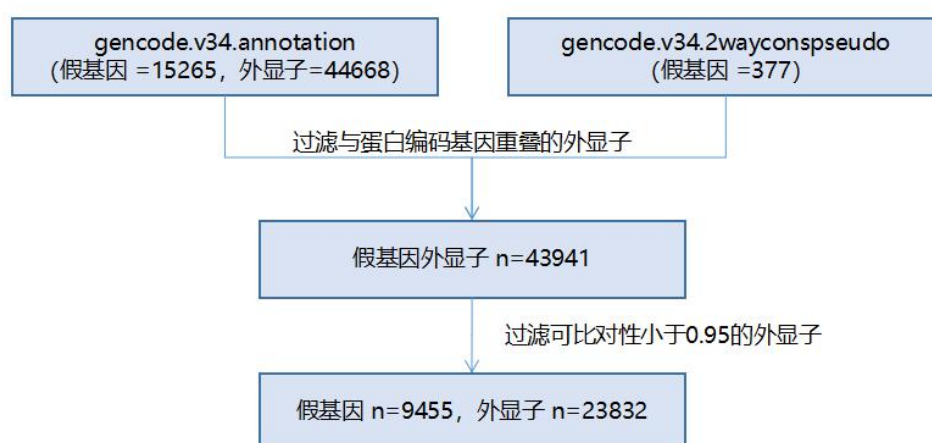 gencode.v34.annotation
(假基因 =15265，外显子=44668)
gencode.v34.2wayconspseudo
(假基因 =377)
过滤与蛋白编码基因重叠的外显子
假基因外显子 n=43941
过滤可比对性小于0.95的外显子
假基因 n=9455，外显子 n=23832